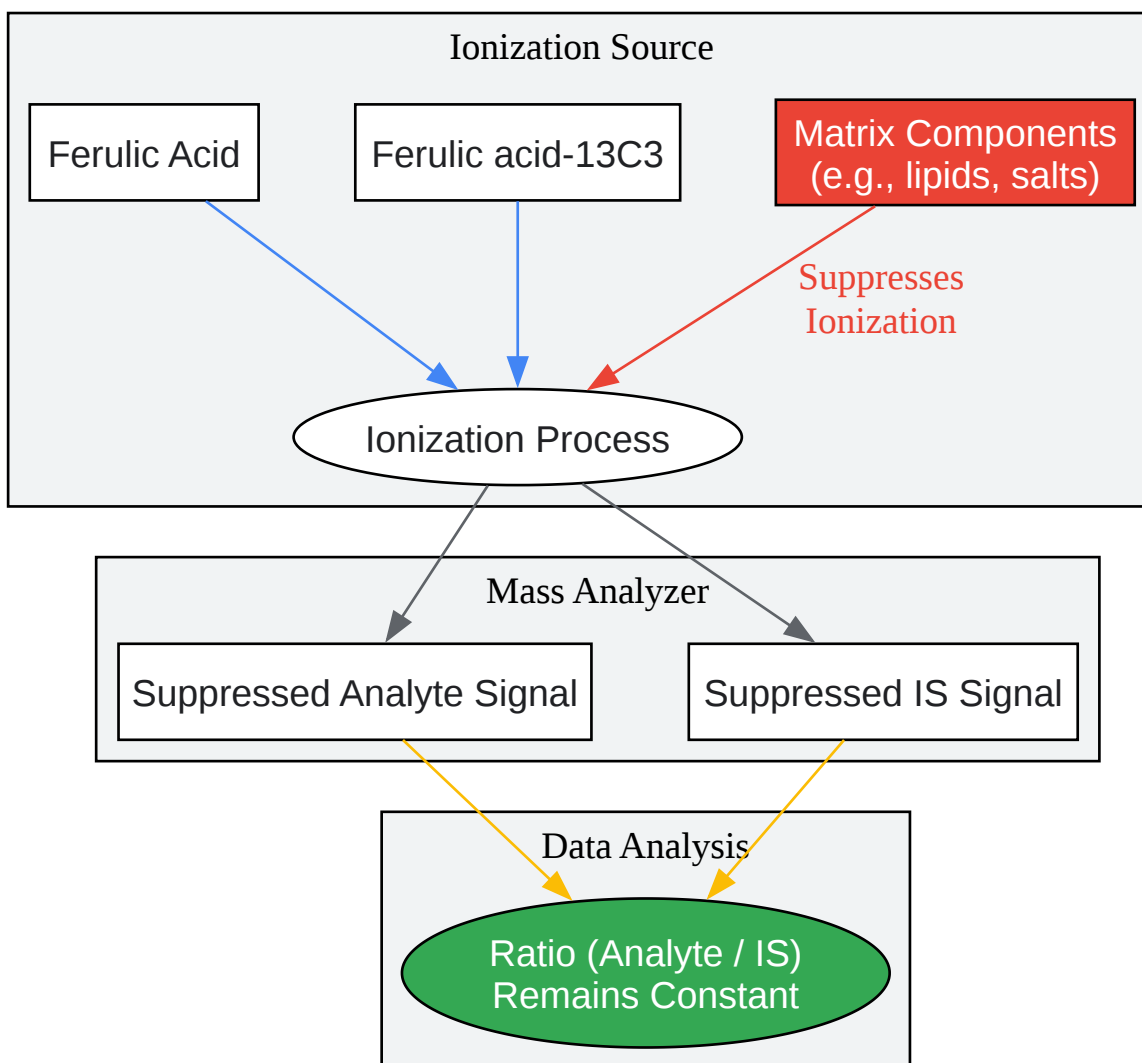 Ionization Source
Ferulic Acid
Ferulic acid-13C3
Matrix Components
(e.g., lipids, salts)
Suppresses
Ionization
Ionization Process
Mass Analyzer
Suppressed Analyte Signal
Suppressed IS Signal
Data Analysis
Ratio (Analyte / IS)
Remains Constant